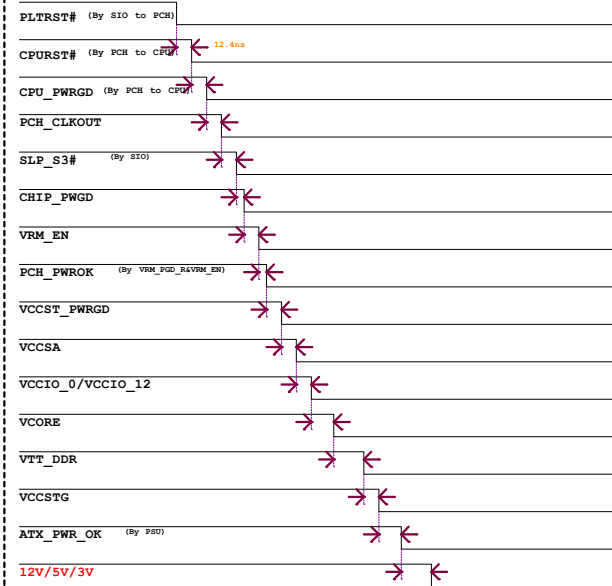 PLTRST# (By SIO to PCH)
CPURST# (By PCH to CPU) 12.4ns
CPU_PWRGD (By PCH to CPU)
PCH_CLKOUT
SLP_S3# (By SIO)
CHIP_PWGD
VRM_EN
PCH_PWROK (By VRM_PGD_R&VRM_EN)
VCCST_PWRGD
VCCSA
VCCIO_0/VCCIO_12
VCORE
VTT_DDR
VCCSTG
ATX_PWR_OK (By PSU)
12V/5V/3V